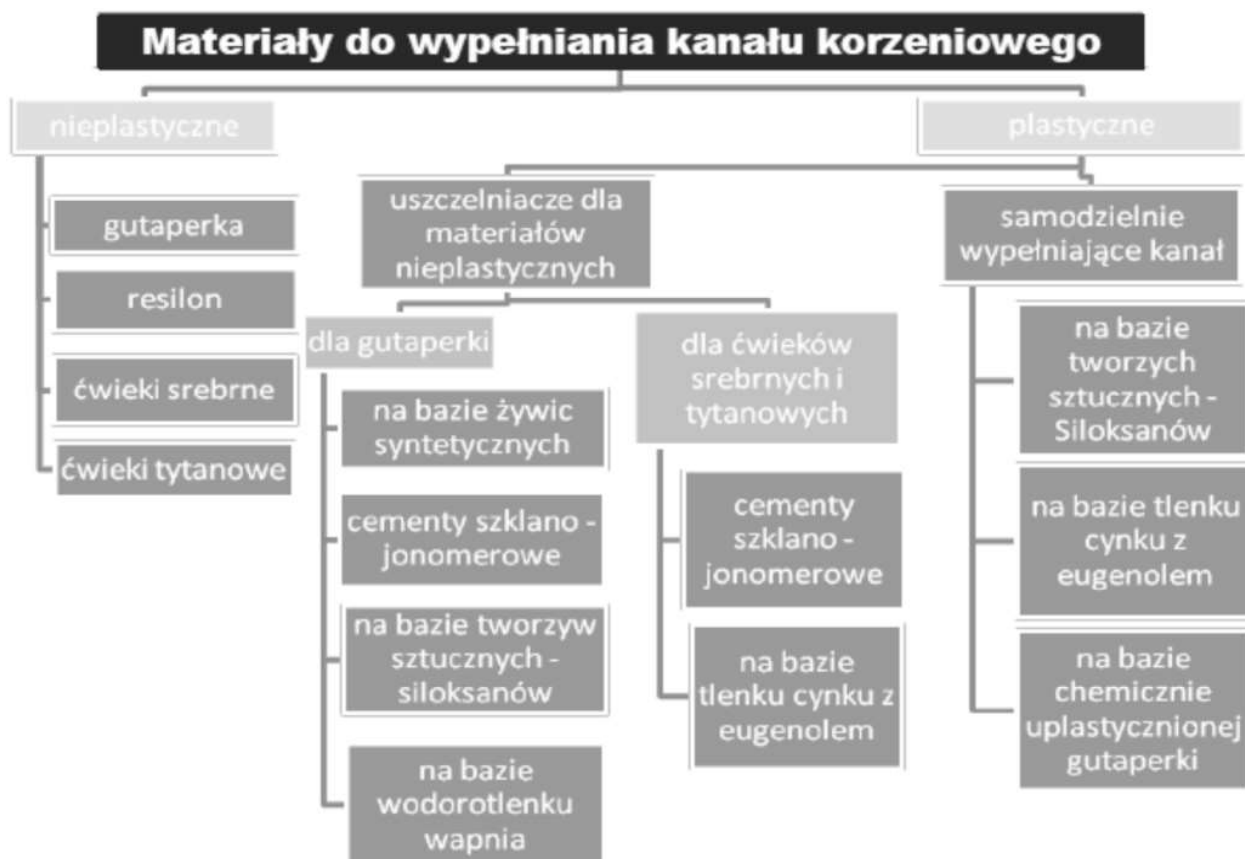 Materiały do wypełniania kanału korzeniowego
nieplastyczne
gutaperka
resilon
ćwieki srebrne
ćwieki tytanowe
plastyczne
uszczelniacze dla
materiałów
nieplastycznych
dla gutaperki
na bazie żywic
syntetycznych
cementy szklano -
jonomerowe
na bazie tworzyw
sztucznych -
siloksanów
na bazie
wodorotlenku
wapnia
dla ćwieków
srebrnych i
tytanowych
cementy
szklano -
jonomerowe
na bazie
tlenku cynku z
eugenolem
samodzielnie
wypełniające kanał
na bazie
tworzych
sztucznych -
Siloksanów
na bazie tlenku
cynku z
eugenolem
na bazie
chemicznie
uplastycznionej
gutaperki